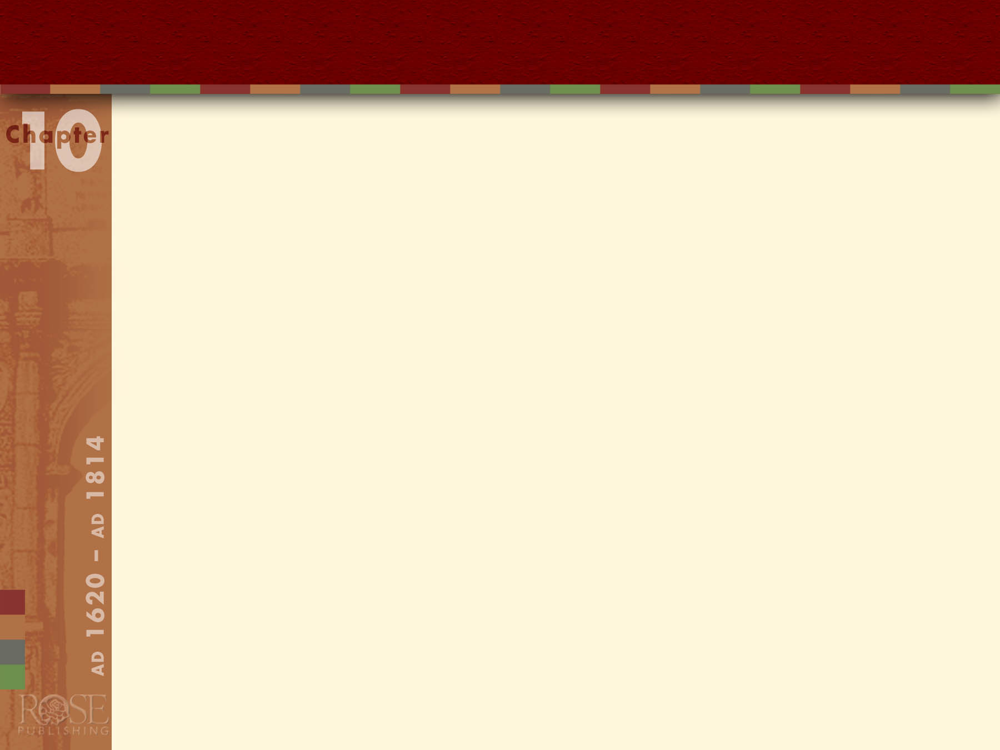 Chapter
10
AD 1620 – AD 1814
ROSE
PUBLISHING